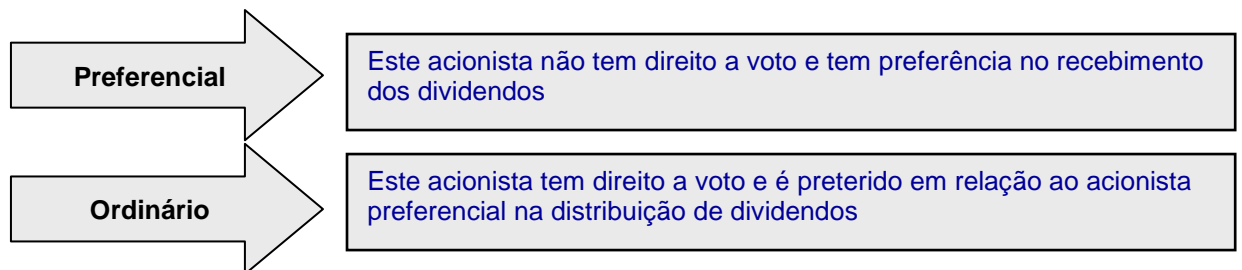 Preferencial
Este acionista não tem direito a voto e tem preferência no recebimento
dos dividendos
Ordinário
Este acionista tem direito a voto e é preterido em relação ao acionista
preferencial na distribuição de dividendos